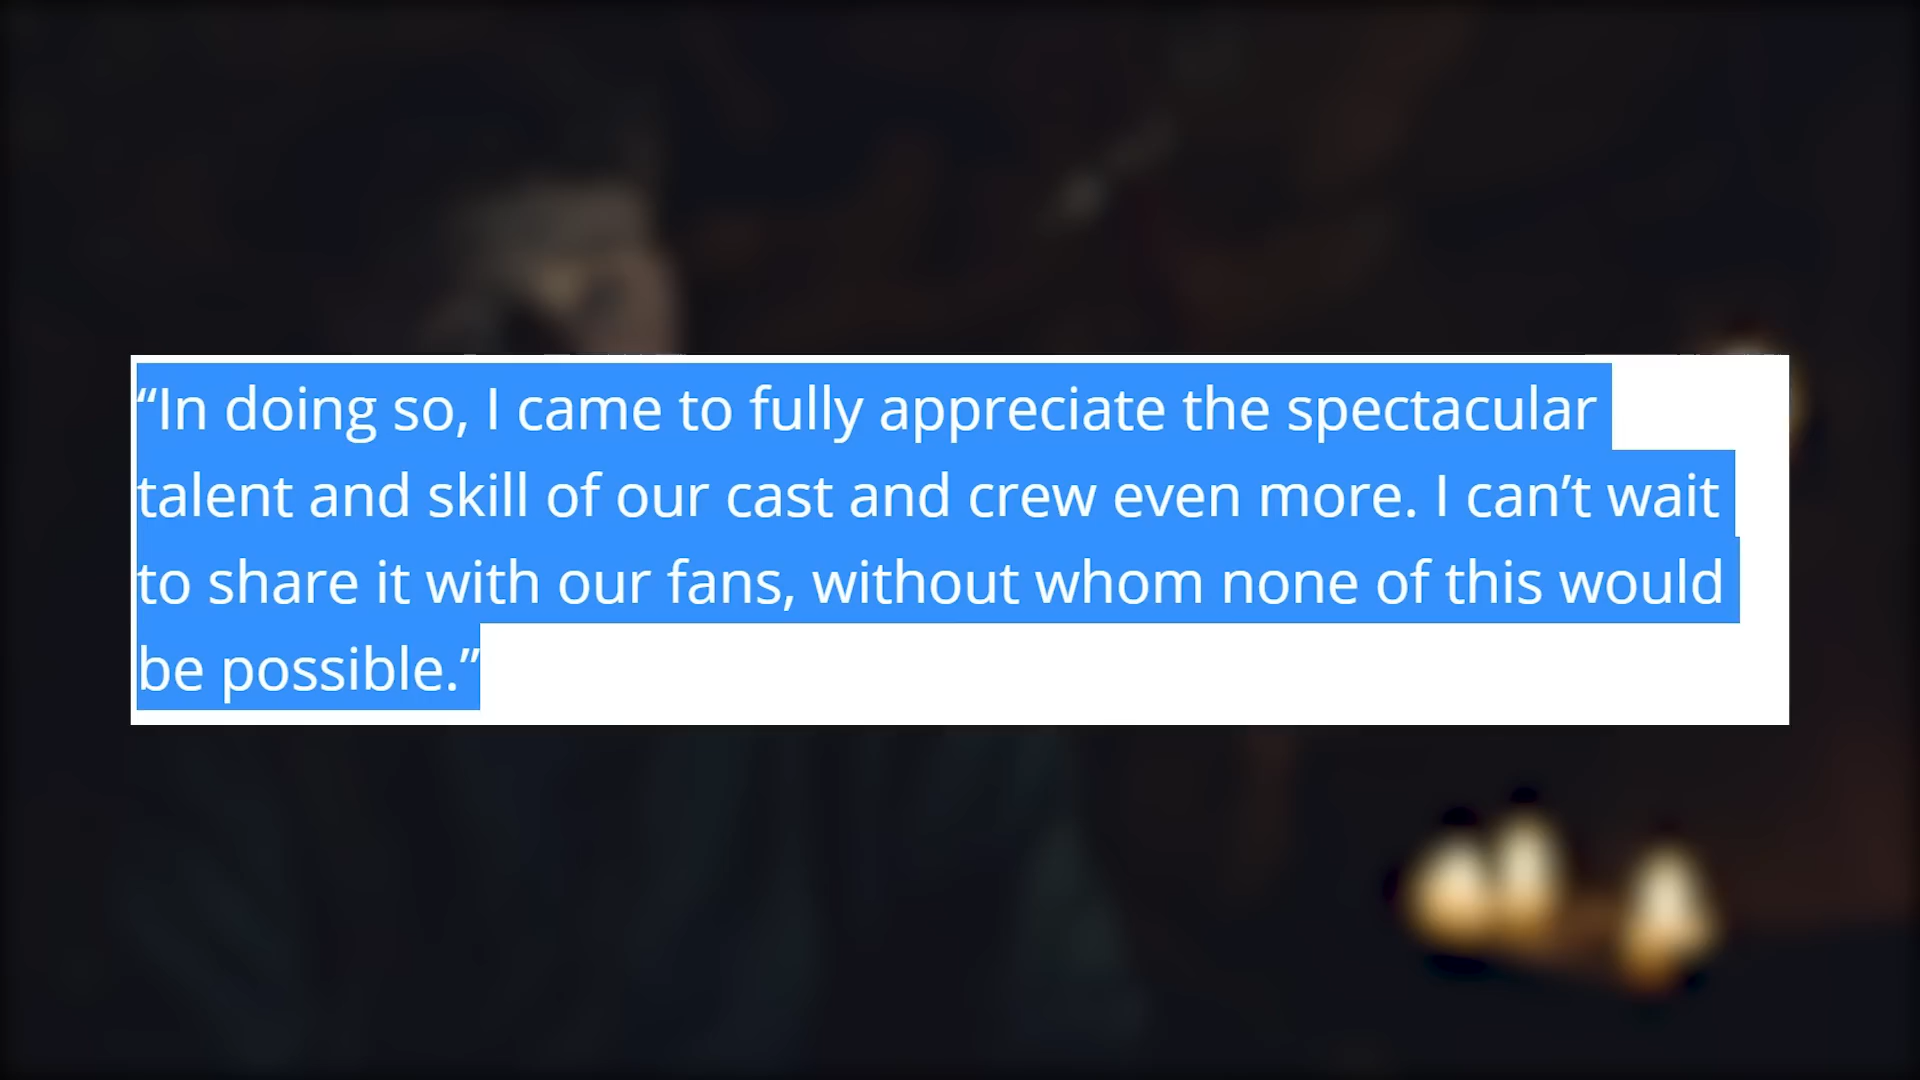 “In doing so, I came to fully appreciate the spectacular
talent and skill of our cast and crew even more. I can’t wait
to share it with our fans, without whom none of this would
be possible.”